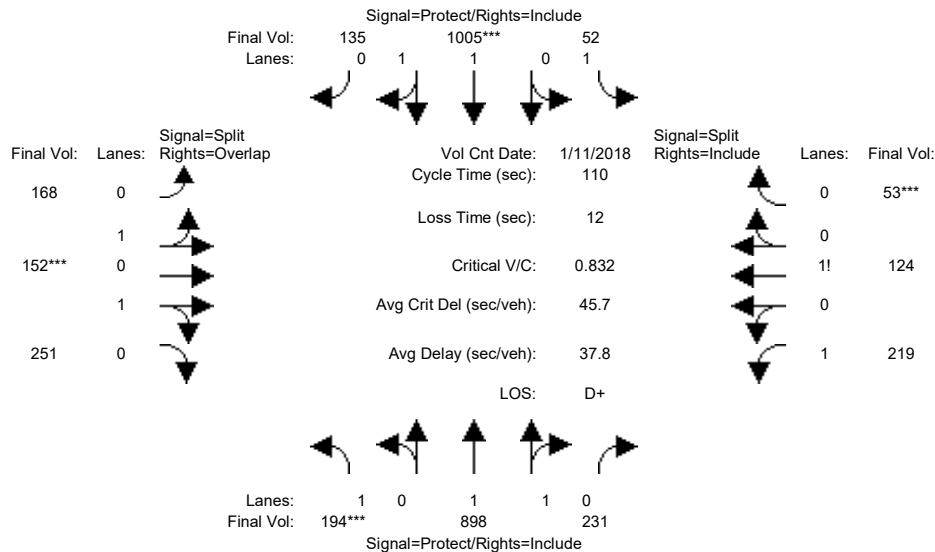 Signal=Protect/Rights=Include
Final Vol: 135 1005*** 52
Lanes: 0 1 1 0 1
Signal=Split Signal=Split
Final Vol: Lanes: Rights=Overlap Vol Cnt Date: 1/11/2018 Rights=Include Lanes: Final Vol:
Cycle Time (sec): 110
168 0 0 53***
Loss Time (sec): 12
1 0
152*** 0 Critical V/C: 0.832 1! 124
1 Avg Crit Del (sec/veh): 45.7 0
251 0 Avg Delay (sec/veh): 37.8 1 219
LOS: D+
Lanes: 1 0 1 1 0
Final Vol: 194*** 898 231
Signal=Protect/Rights=Include